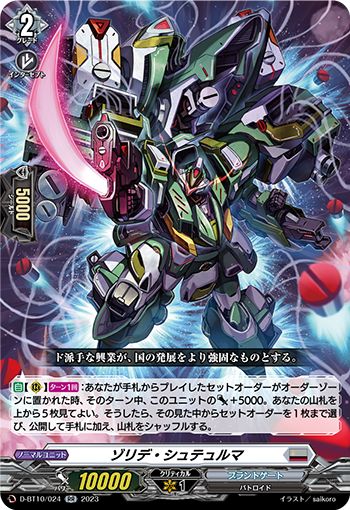 2
グレード
インターセプト
5000
シールド
ド派手な興業が、国の発展をより強固なものとする。
自【】ターン1回:あなたが手札からプレイしたセットオーダーがオーダーゾー
ンに置かれた時、そのターン中、このユニットの+5000。あなたの山札を
上から5枚見てよい。そうしたら、その見た中からセットオーダーを1枚まで選
び、公開して手札に加え、山札をシャッフルする。
ノーマルユニット
ゾリデ・シュテュルマ
パワー 10000
クリティカル
1
ブラントゲート
バトロイド
D-BT10/024 RR 2023
イラスト/saikoro